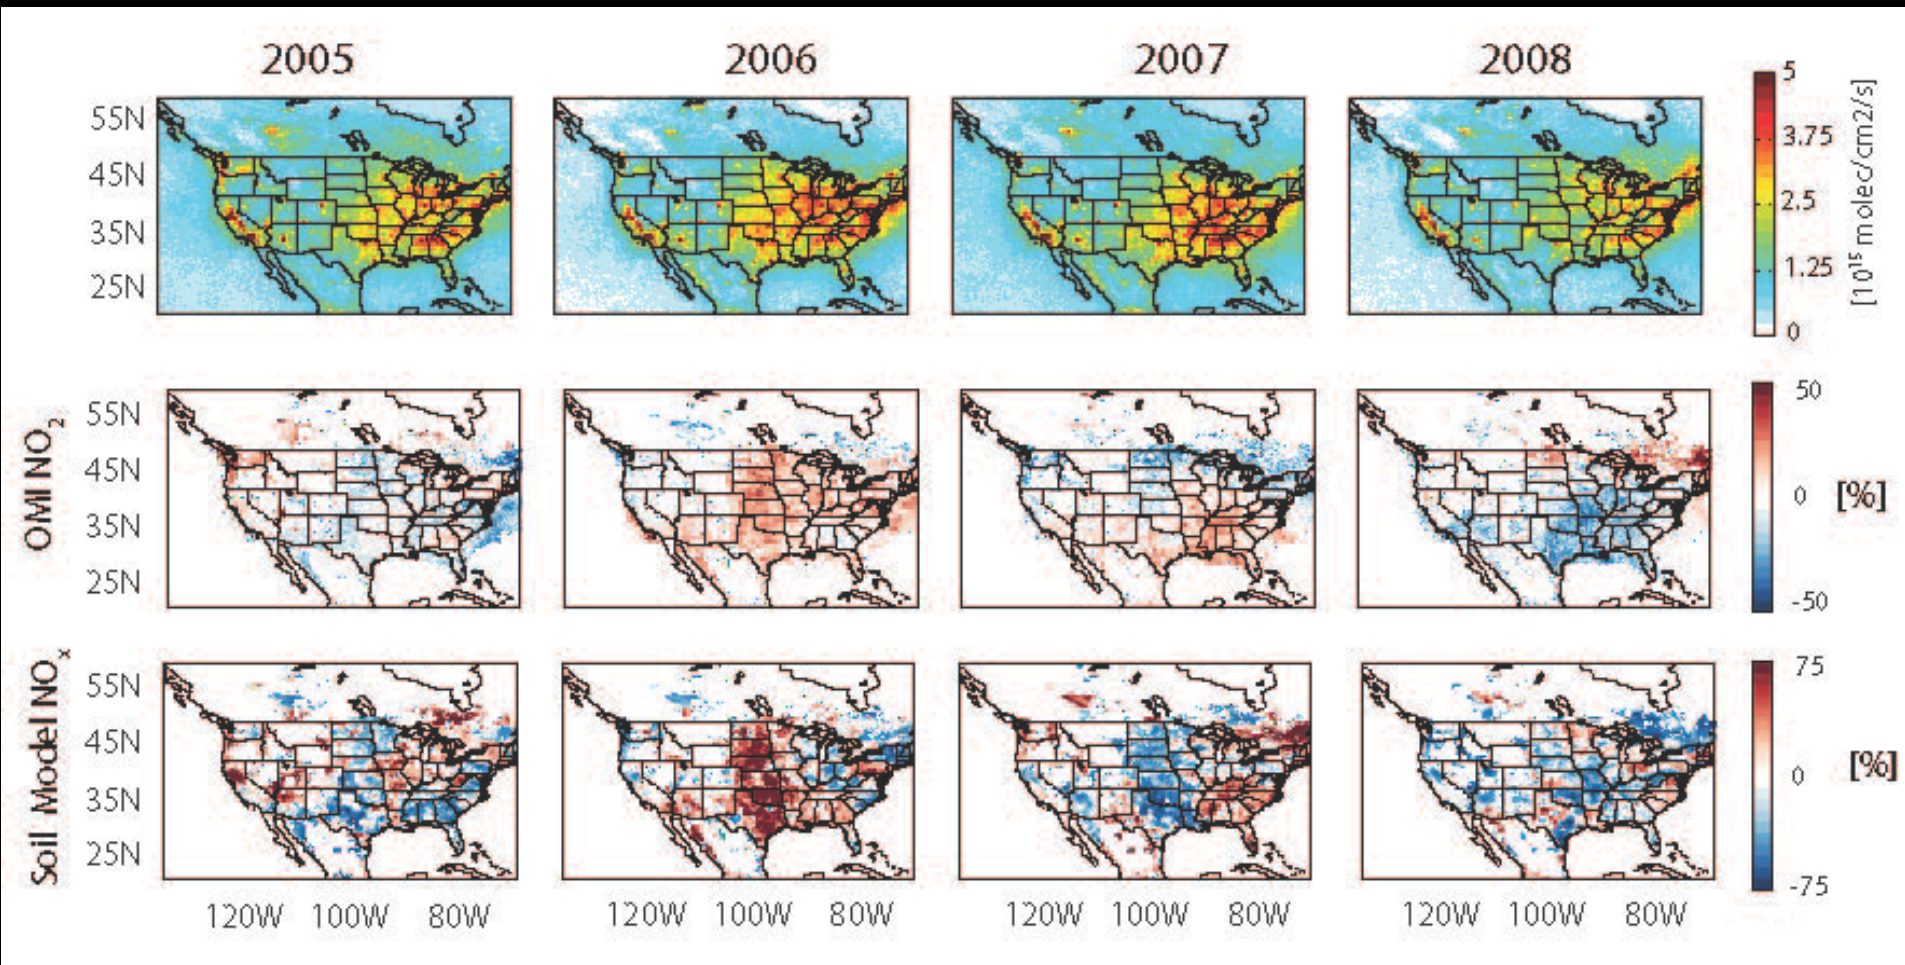 2005 2006 2007 2008
55N
45N
35N
25N
5
3.75
2.5
1.25
0
[10¹⁵ molec/cm2/s]
OMI NO₂
55N
45N
35N
25N
50
0
-50
[%]
Soil Model NOₓ
55N
45N
35N
25N
75
0
-75
[%]
120W 100W 80W 120W 100W 80W 120W 100W 80W 120W 100W 80W